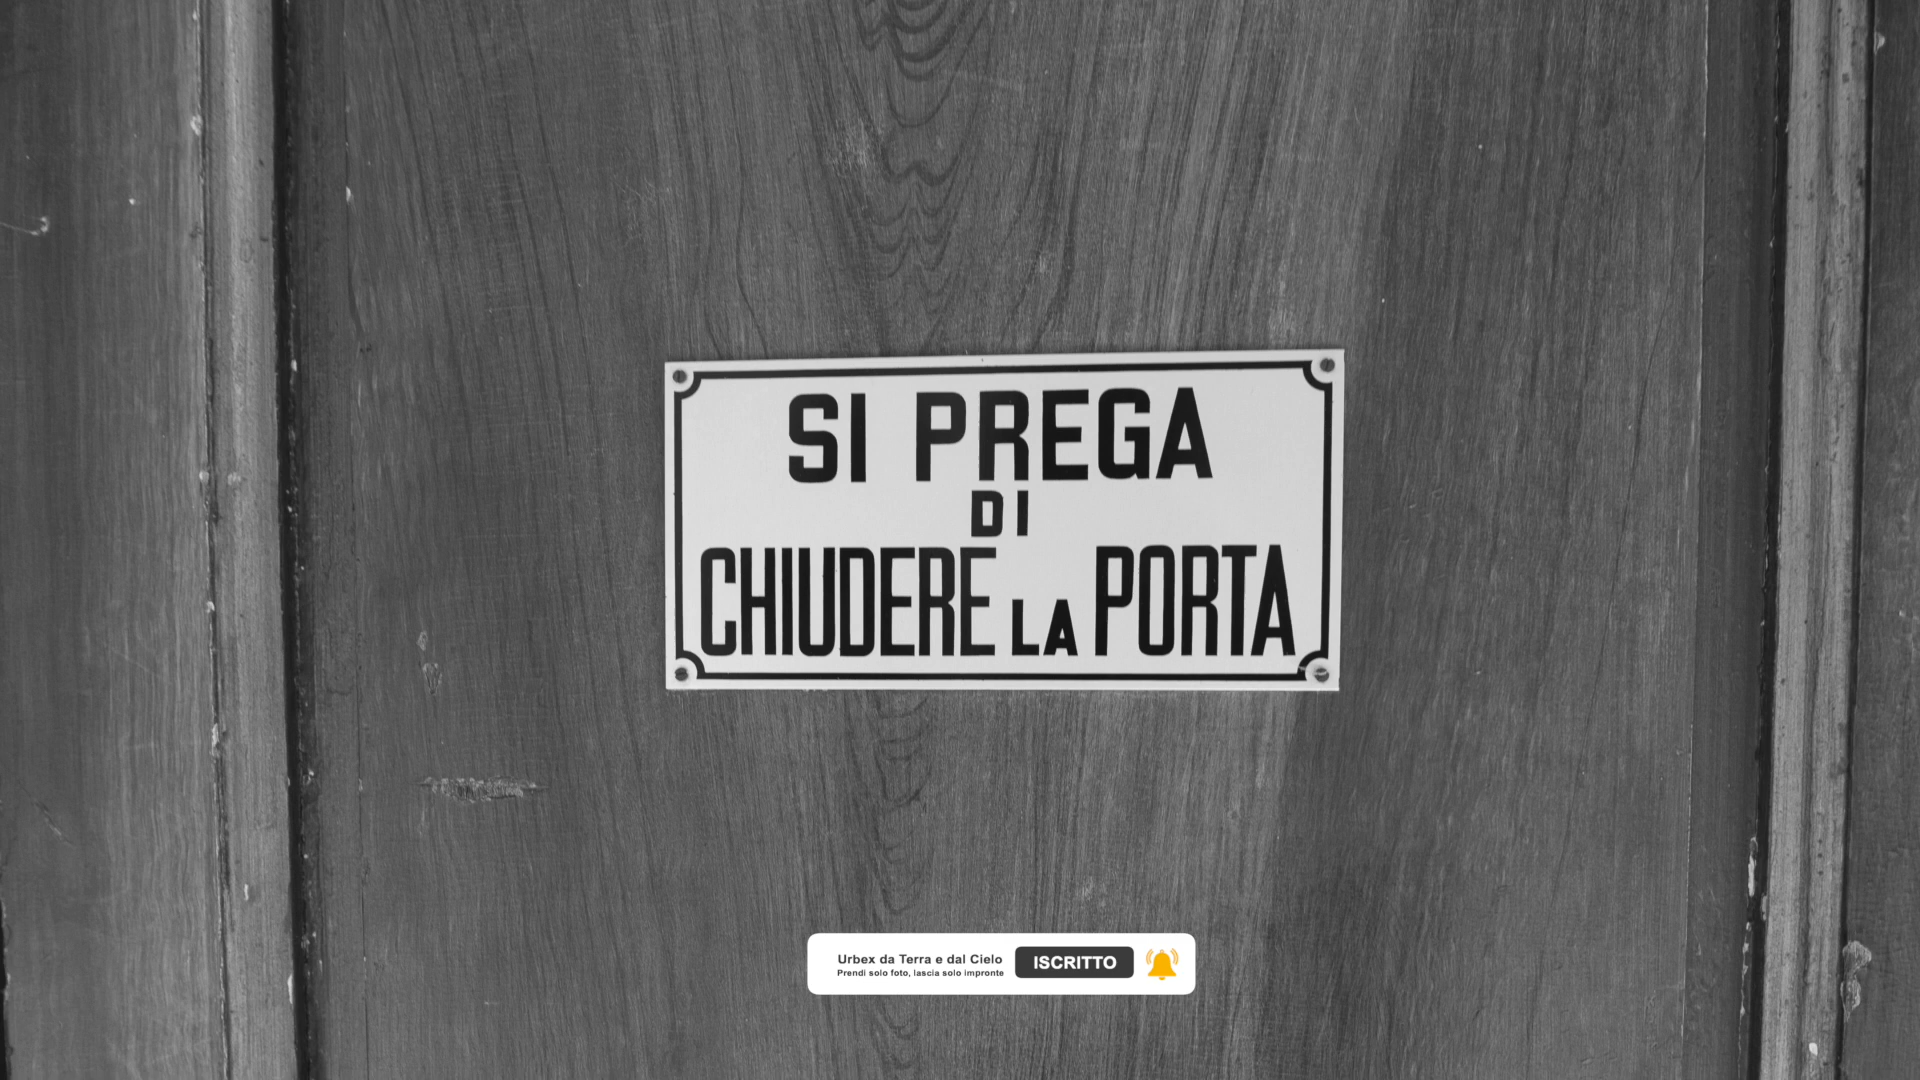 SI PREGA
DI
CHIUDERE LA PORTA
Urbex da Terra e dal Cielo
Prendi solo foto, lascia solo impronte
ISCRITTO